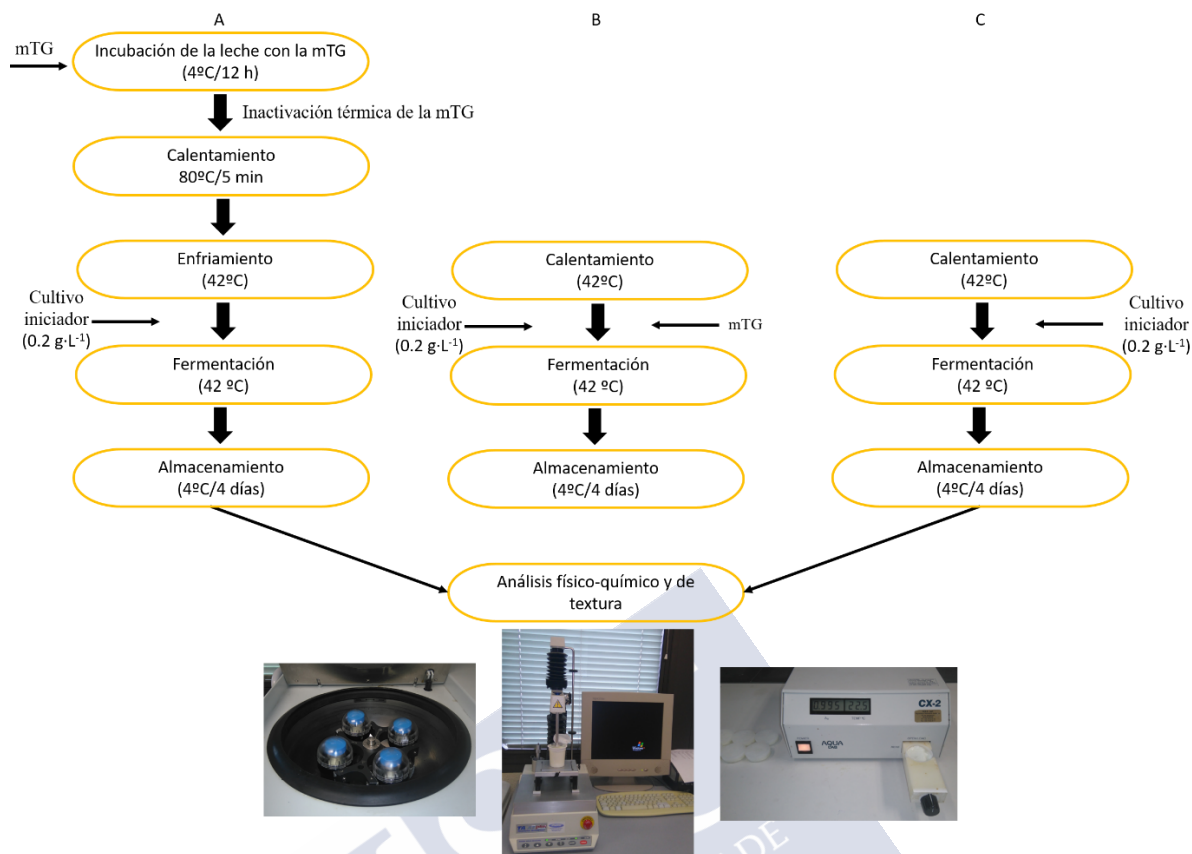 A
B
C
mTG
Incubación de la leche con la mTG
(4ºC/12 h)
Inactivación térmica de la mTG
Calentamiento
80ºC/5 min
Enfriamiento
(42ºC)
Calentamiento
(42ºC)
Calentamiento
(42ºC)
Cultivo
iniciador
(0.2 g·L⁻¹)
Cultivo
iniciador
(0.2 g·L⁻¹)
mTG
Cultivo
iniciador
(0.2 g·L⁻¹)
Fermentación
(42 ºC)
Fermentación
(42 ºC)
Fermentación
(42 ºC)
Almacenamiento
(4ºC/4 días)
Almacenamiento
(4ºC/4 días)
Almacenamiento
(4ºC/4 días)
Análisis físico-químico y de
textura
CX-2
AQUA
DE